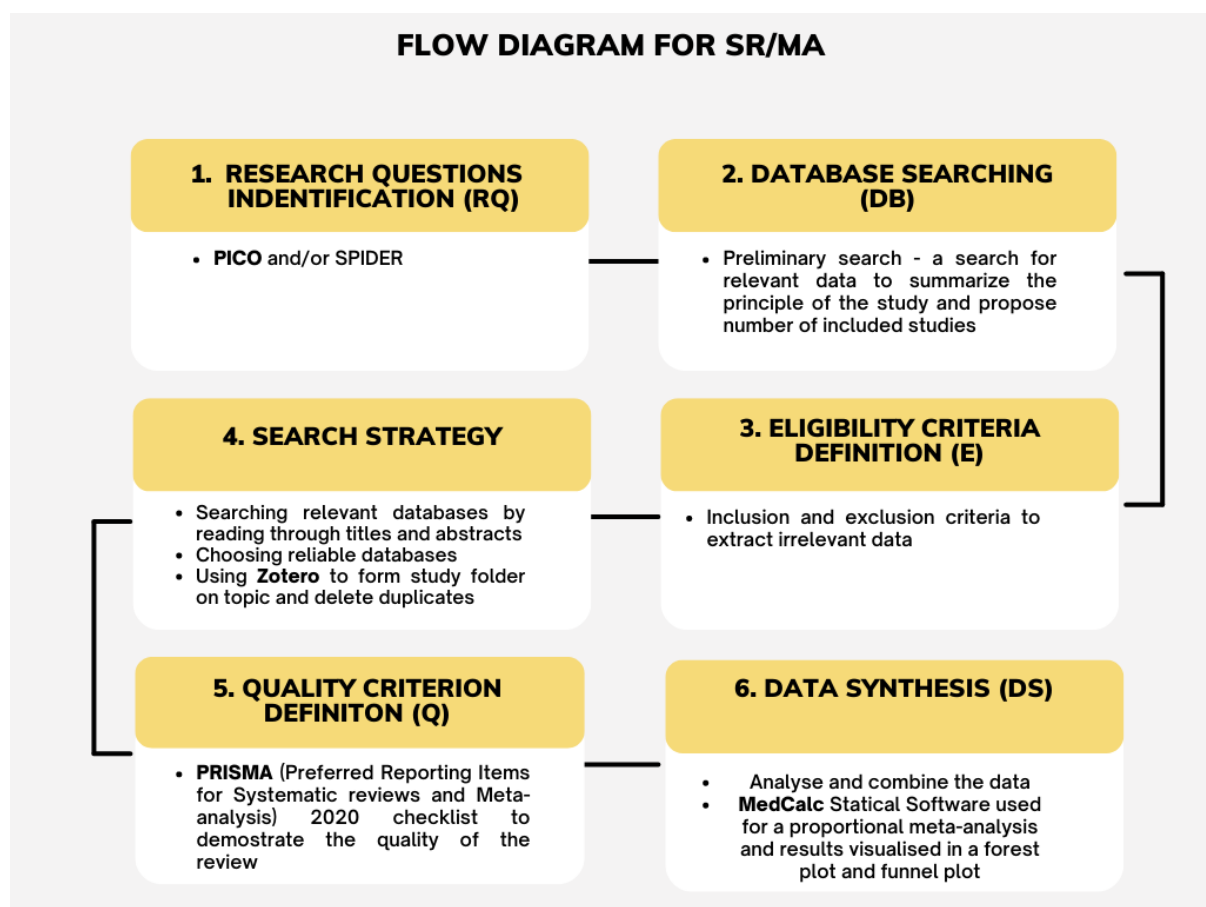 FLOW DIAGRAM FOR SR/MA
1. RESEARCH QUESTIONS
INDENTIFICATION (RQ)
• PICO and/or SPIDER
2. DATABASE SEARCHING
(DB)
• Preliminary search - a search for
relevant data to summarize the
principle of the study and propose
number of included studies
3. ELIGIBILITY CRITERIA
DEFINITION (E)
• Inclusion and exclusion criteria to
extract irrelevant data
4. SEARCH STRATEGY
• Searching relevant databases by
reading through titles and abstracts
• Choosing reliable databases
• Using Zotero to form study folder
on topic and delete duplicates
5. QUALITY CRITERION
DEFINITON (Q)
• PRISMA (Preferred Reporting Items
for Systematic reviews and Meta-
analysis) 2020 checklist to
demostrate the quality of the
review
6. DATA SYNTHESIS (DS)
• Analyse and combine the data
• MedCalc Statical Software used
for a proportional meta-analysis
and results visualised in a forest
plot and funnel plot